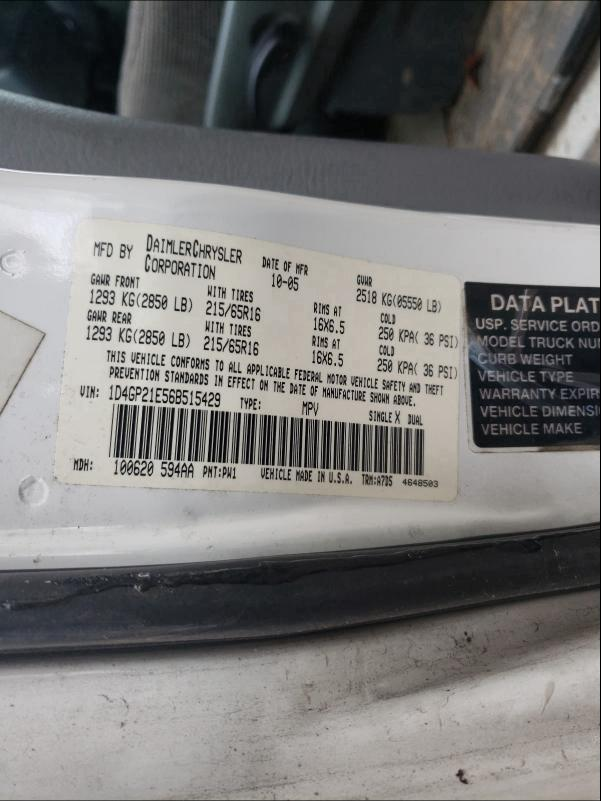 MFD BY DAIMLERCHRYSLER CORPORATION
DATE OF MFR 10-05
GVWR 2518 KG(05550 LB)
GAWR FRONT WITH TIRES RIMS AT COLD
1293 KG(2850 LB) 215/65R16 16X6.5 250 KPA( 36 PSI)
GAWR REAR WITH TIRES RIMS AT COLD
1293 KG(2850 LB) 215/65R16 16X6.5 250 KPA( 36 PSI)
THIS VEHICLE CONFORMS TO ALL APPLICABLE FEDERAL MOTOR VEHICLE SAFETY AND THEFT
PREVENTION STANDARDS IN EFFECT ON THE DATE OF MANUFACTURE SHOWN ABOVE.
VIN: 1D4GP21E56B515429 TYPE: MPV SINGLE X DUAL
MDH: 100620 594AA PNT:PW1 VEHICLE MADE IN U.S.A. TRM:A7D5 4648503
DATA PLAT
USP. SERVICE ORD
MODEL TRUCK NU
CURB WEIGHT
VEHICLE TYPE
WARRANTY EXPIR
VEHICLE DIMENSI
VEHICLE MAKE